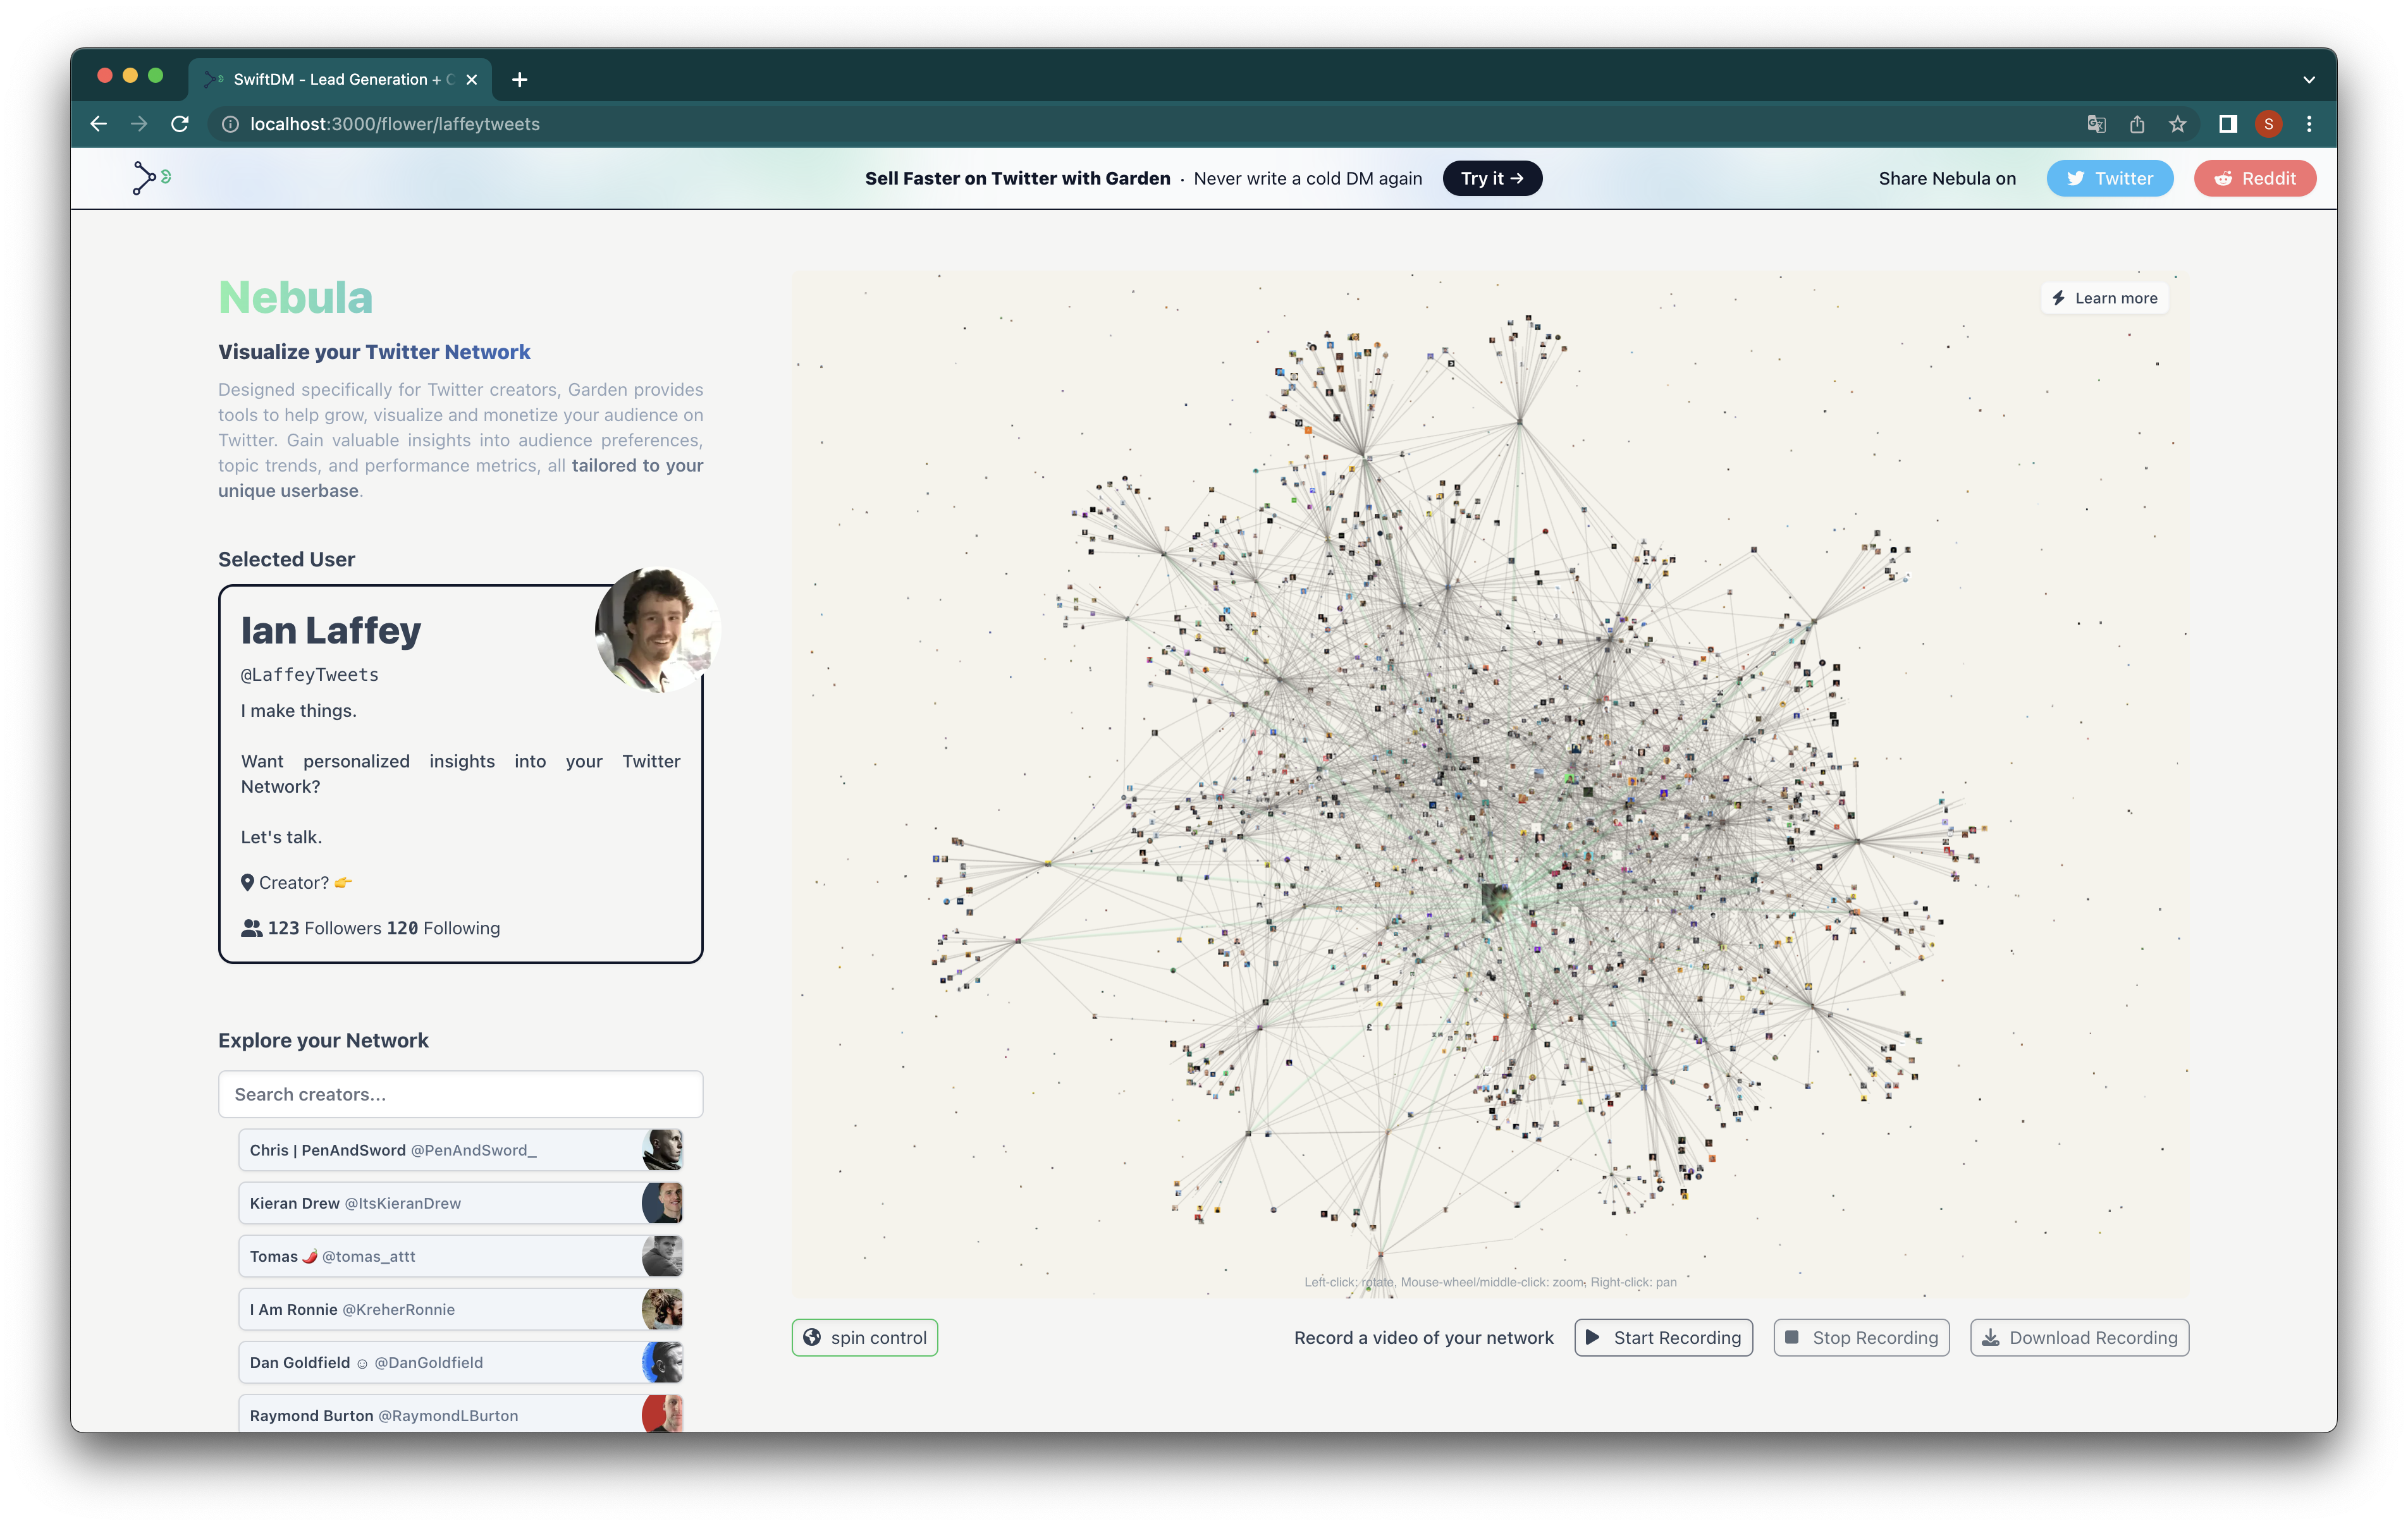 SwiftDM - Lead Generation +
localhost:3000/flower/laffeytweets
S
Sell Faster on Twitter with Garden · Never write a cold DM again
Try it →
Share Nebula on
Twitter
Reddit
Nebula
Visualize your Twitter Network
Designed specifically for Twitter creators, Garden provides
tools to help grow, visualize and monetize your audience on
Twitter. Gain valuable insights into audience preferences,
topic trends, and performance metrics, all tailored to your
unique userbase.
Selected User
Ian Laffey
@LaffeyTweets
I make things.
Want personalized insights into your Twitter
Network?
Let's talk.
Creator? 👉
123 Followers 120 Following
Explore your Network
Search creators...
Chris | PenAndSword @PenAndSword_
Kieran Drew @ItsKieranDrew
Tomas 🌶️ @tomas_attt
I Am Ronnie @KreherRonnie
Dan Goldfield ☺ @DanGoldfield
Raymond Burton @RaymondLBurton
Learn more
Left-click: rotate, Mouse-wheel/middle-click: zoom, Right-click: pan
spin control
Record a video of your network
Start Recording
Stop Recording
Download Recording